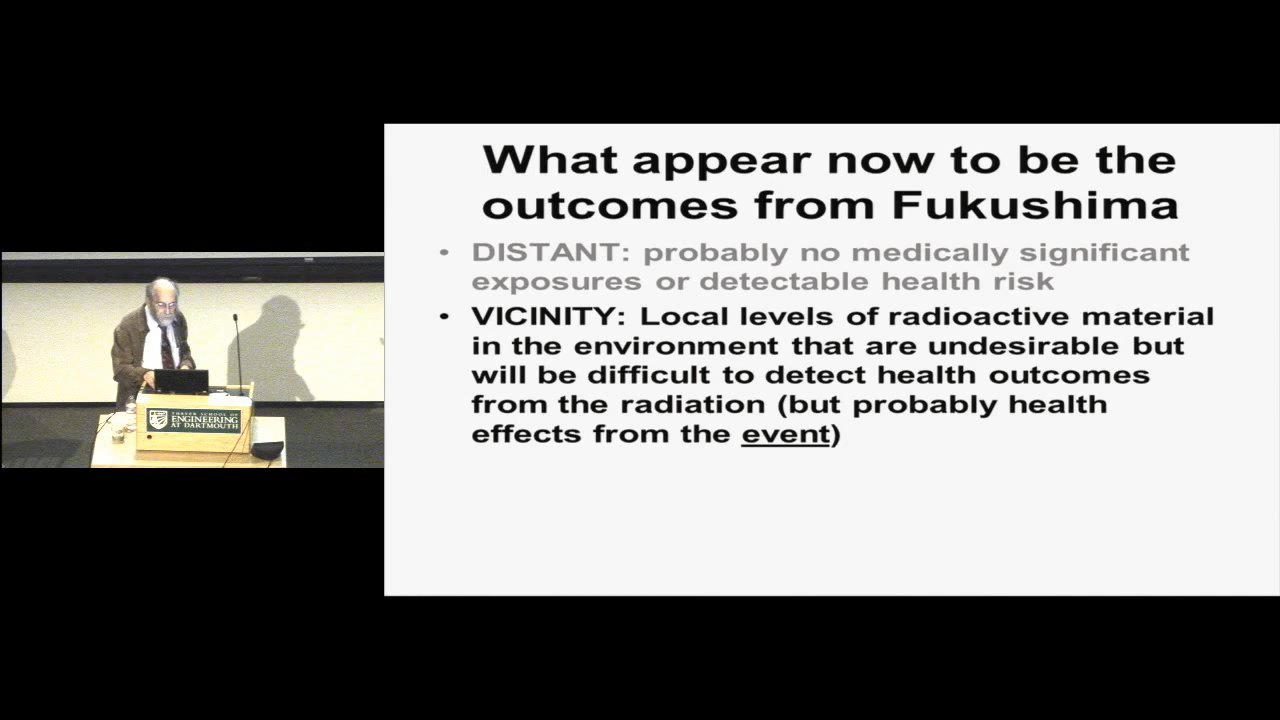 What appear now to be the
outcomes from Fukushima
• DISTANT: probably no medically significant
exposures or detectable health risk
• VICINITY: Local levels of radioactive material
in the environment that are undesirable but
will be difficult to detect health outcomes
from the radiation (but probably health
effects from the event)
THAYER SCHOOL OF
ENGINEERING
AT DARTMOUTH